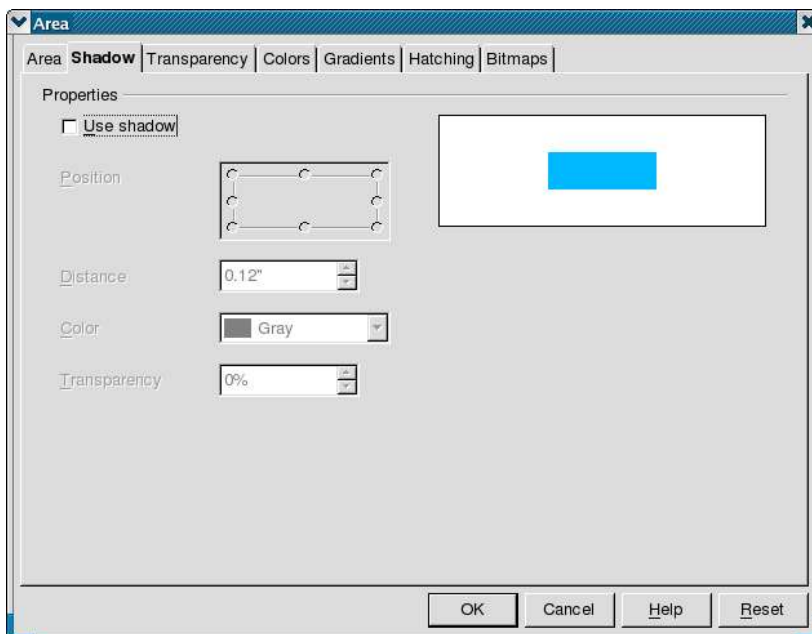 Area
Area Shadow Transparency Colors Gradients Hatching Bitmaps
Properties
Use shadow
Position
Distance 0.12"
Color Gray
Transparency 0%
OK Cancel Help Reset